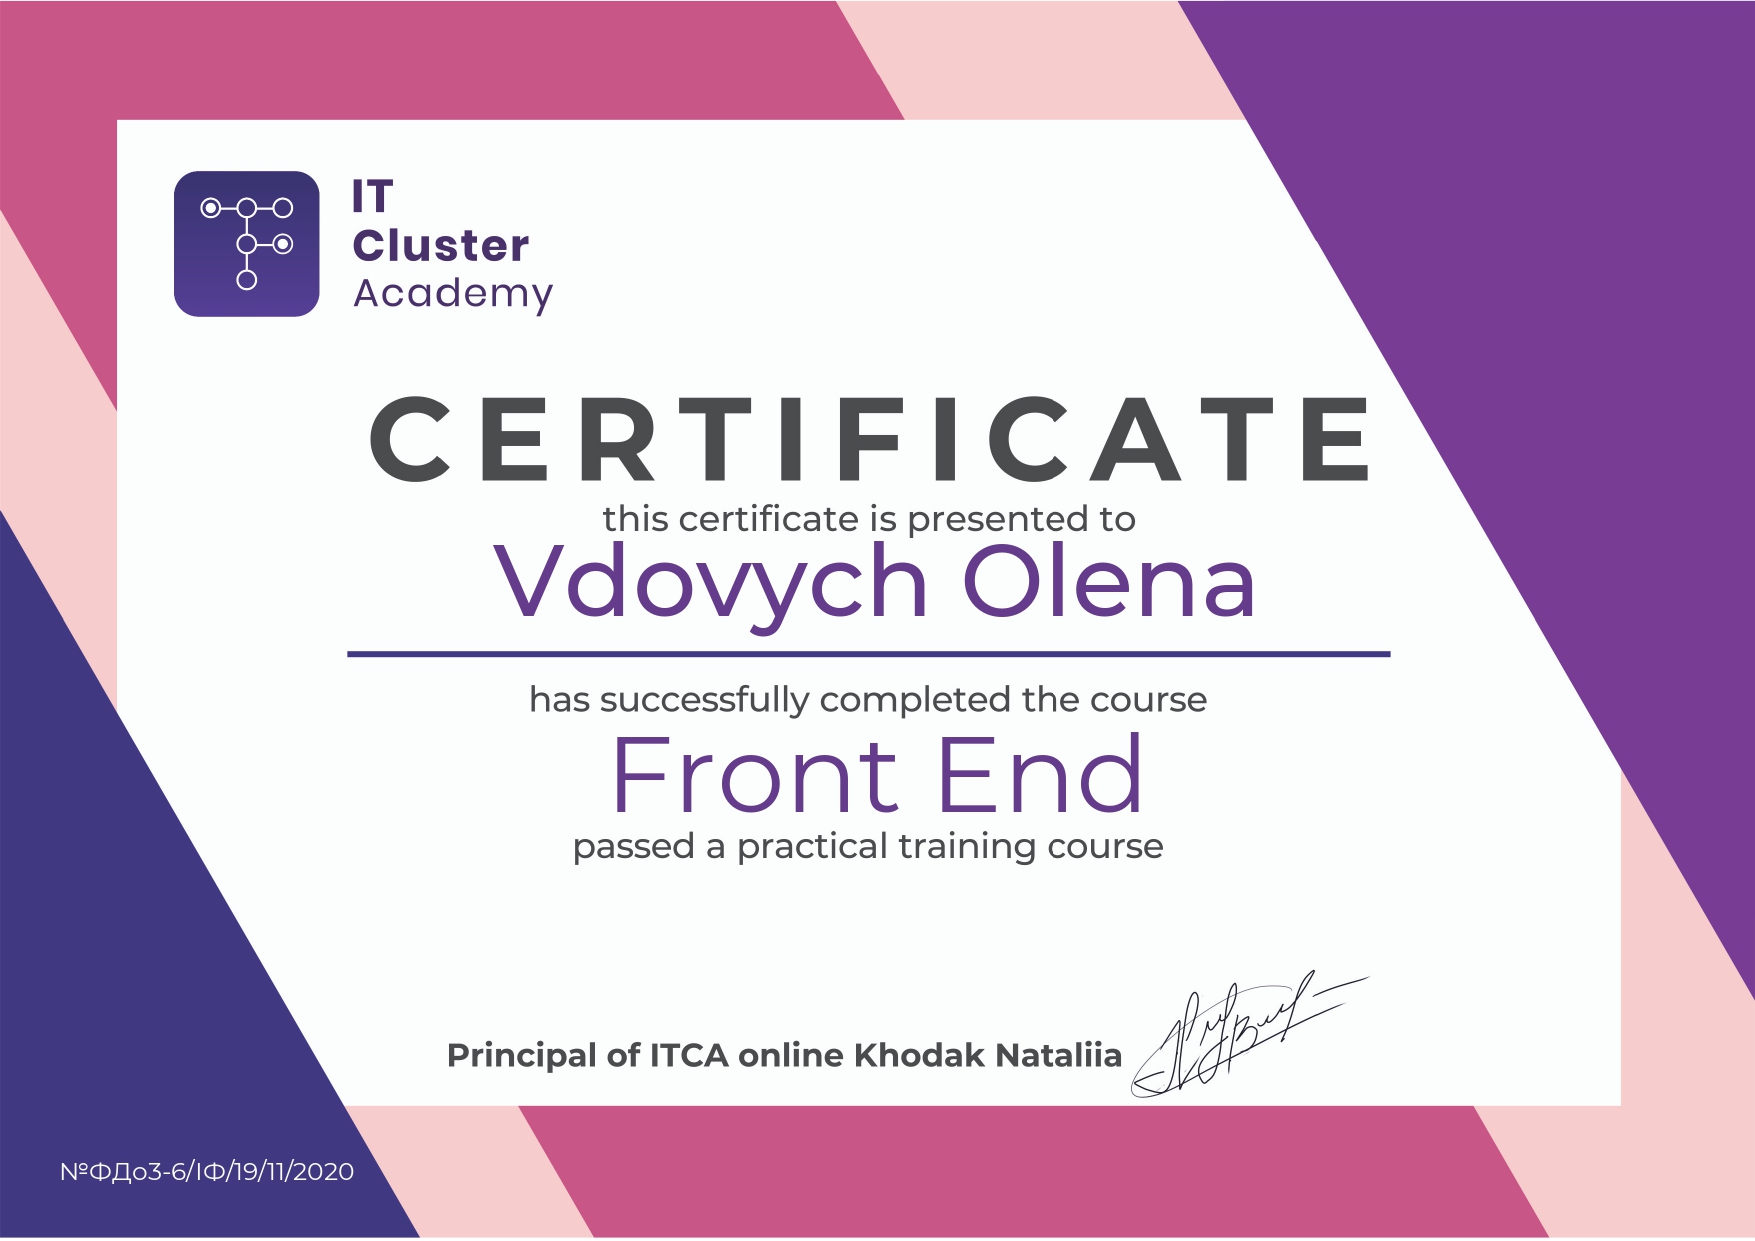 IT
Cluster
Academy
CERTIFICATE
this certificate is presented to
Vdovych Olena
has successfully completed the course
Front End
passed a practical training course
Principal of ITCA online Khodak Nataliia
№ФДо3-6/ІФ/19/11/2020